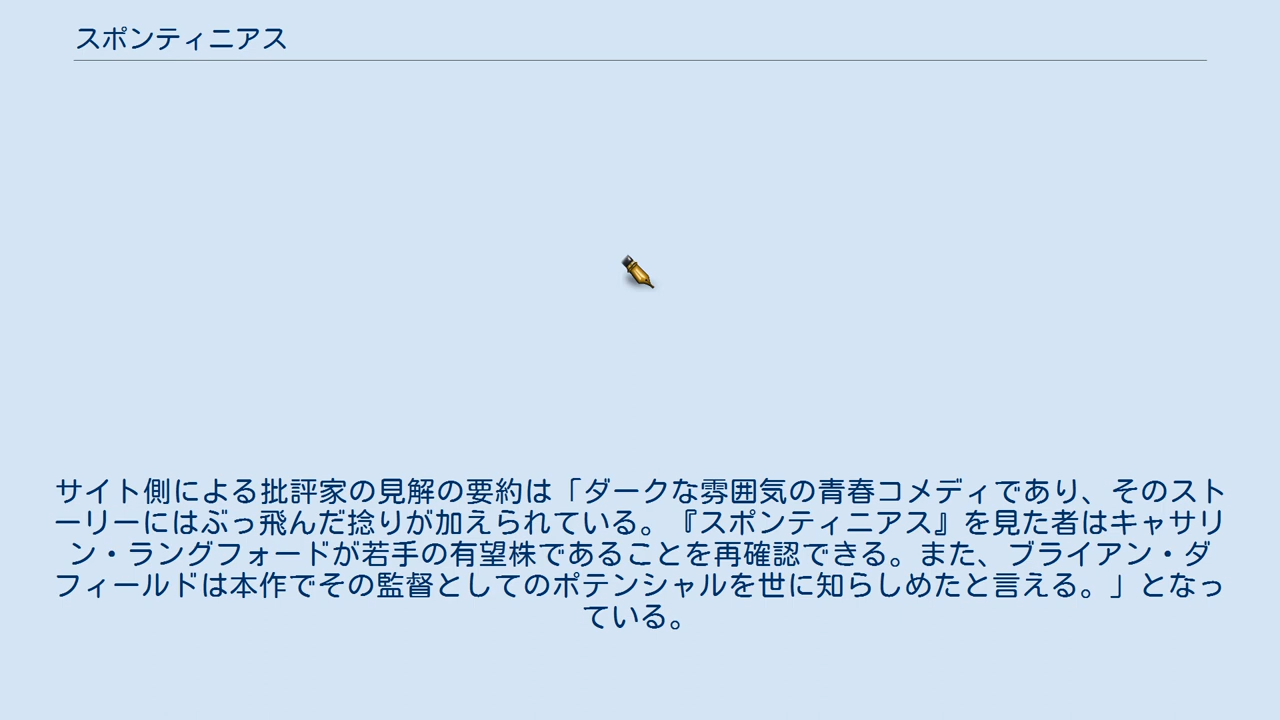 スポンティニアス
サイト側による批評家の見解の要約は「ダークな雰囲気の青春コメディであり、そのスト
ーリーにはぶっ飛んだ捻りが加えられている。『スポンティニアス』を見た者はキャサリ
ン・ラングフォードが若手の有望株であることを再確認できる。また、ブライアン・ダ
フィールドは本作でその監督としてのポテンシャルを世に知らしめたと言える。」となっ
ている。